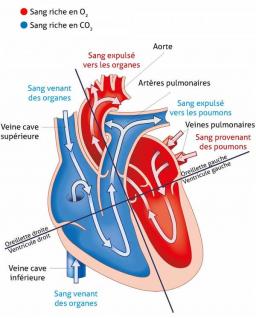 Sang riche en O₂
Sang riche en CO₂
Sang expulsé
vers les organes
Aorte
Artères pulmonaires
Sang venant
des organes
Sang expulsé
vers les poumons
Veine cave
supérieure
Veines pulmonaires
Sang provenant
des poumons
Oreillette gauche
Ventricule gauche
Oreillette droite
Ventricule droit
Veine cave
inférieure
Sang venant
des organes